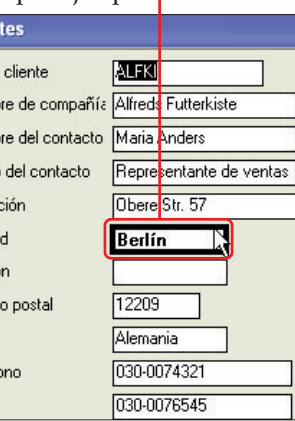 tes
cliente ALFKI
re de compañía Alfreds Futterkiste
re del contacto Maria Anders
del contacto Representante de ventas
ción Obere Str. 57
d Berlín
n
o postal 12209
Alemania
ono 030-0074321
030-0076545